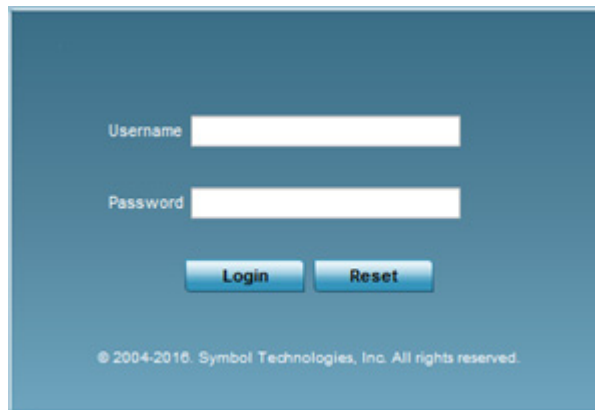 Username
Password
Login Reset
© 2004-2016. Symbol Technologies, Inc. All rights reserved.